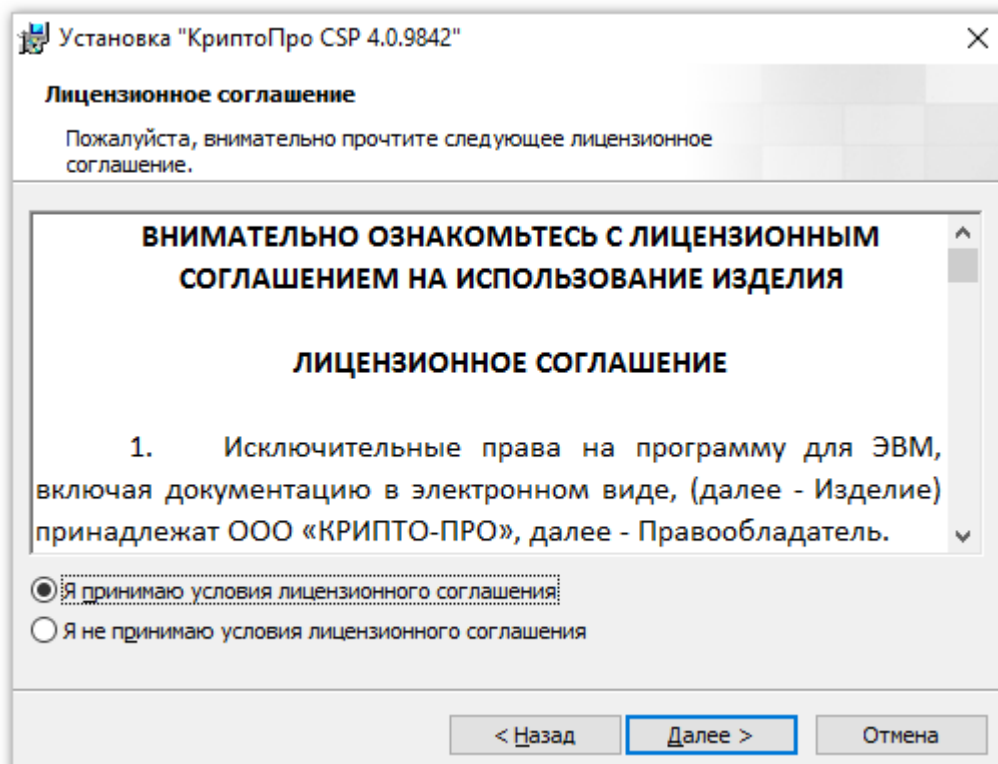 Установка "КриптоПро CSP 4.0.9842"
Лицензионное соглашение
Пожалуйста, внимательно прочтите следующее лицензионное
соглашение.
ВНИМАТЕЛЬНО ОЗНАКОМЬТЕСЬ С ЛИЦЕНЗИОННЫМ
СОГЛАШЕНИЕМ НА ИСПОЛЬЗОВАНИЕ ИЗДЕЛИЯ
ЛИЦЕНЗИОННОЕ СОГЛАШЕНИЕ
1. Исключительные права на программу для ЭВМ,
включая документацию в электронном виде, (далее - Изделие)
принадлежат ООО «КРИПТО-ПРО», далее - Правообладатель.
Я принимаю условия лицензионного соглашения
Я не принимаю условия лицензионного соглашения
< Назад Далее > Отмена